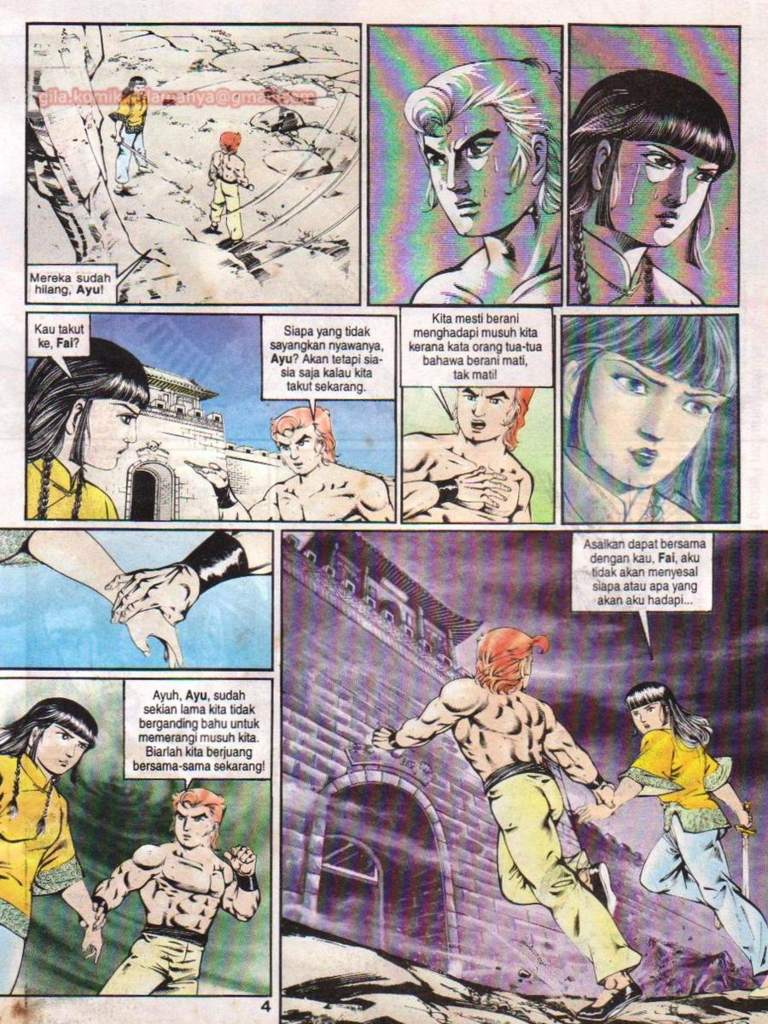 Mereka sudah
hilang, Ayu!
Kau takut
ke, Fai?
Siapa yang tidak
sayangkan nyawanya,
Ayu? Akan tetapi sia-
sia saja kalau kita
takut sekarang.
Kita mesti berani
menghadapi musuh kita
kerana kata orang tua-tua
bahawa berani mati,
tak mati!
Ayuh, Ayu, sudah
sekian lama kita tidak
berganding bahu untuk
memerangi musuh kita.
Biarlah kita berjuang
bersama-sama sekarang!
Asalkan dapat bersama
dengan kau, Fai, aku
tidak akan menyesal
siapa atau apa yang
akan aku hadapi...
4